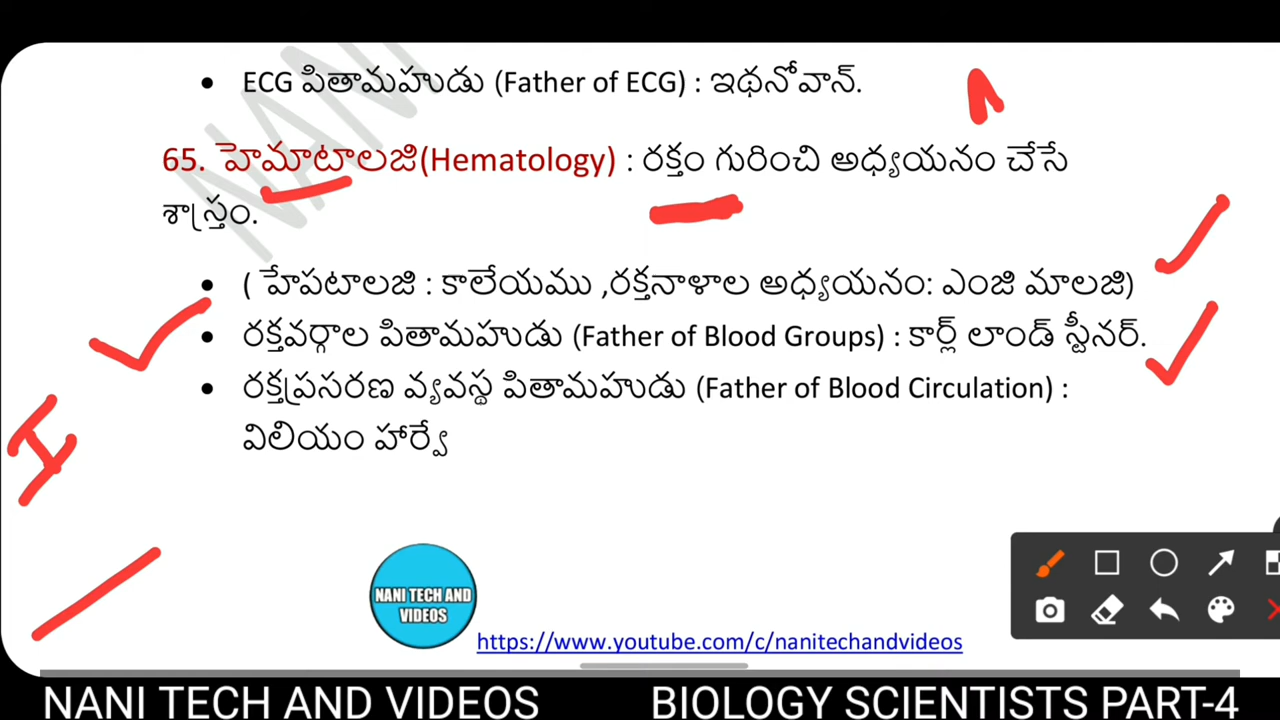 ECG పితామహుడు (Father of ECG) : ఇథనోవాన్.
65. హెమాటాలజి(Hematology) : రక్తం గురించి అధ్యయనం చేసే
శాస్త్రం.
( హేపటాలజి : కాలేయము ,రక్తనాళాల అధ్యయనం: ఎంజి మాలజి)
రక్తవర్గాల పితామహుడు (Father of Blood Groups) : కార్ల్ లాండ్ స్టీనర్.
రక్తప్రసరణ వ్యవస్థ పితామహుడు (Father of Blood Circulation) :
విలియం హార్వే
NANI TECH AND
VIDEOS
https://www.youtube.com/c/nanitechandvideos
NANI TECH AND VIDEOS BIOLOGY SCIENTISTS PART-4